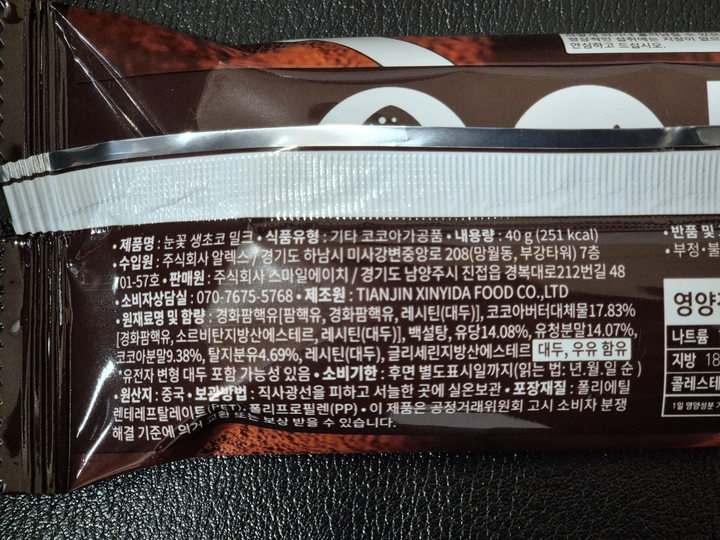 정상적인 섭취에는 지장이 없으
안심하고 드십시오.
• 제품명 : 눈꽃 생초코 밀크 • 식품유형 : 기타 코코아가공품 • 내용량 : 40 g (251 kcal)
• 수입원 : 주식회사 알렉스 / 경기도 하남시 미사강변중앙로 208(망월동, 부강타워) 7층
701-57호 • 판매원 : 주식회사 스마일에이치 / 경기도 남양주시 진접읍 경복대로212번길 48
• 소비자상담실 : 070-7675-5768 • 제조원 : TIANJIN XINYIDA FOOD CO.,LTD
• 원재료명 및 함량 : 경화팜핵유[팜핵유, 경화팜핵유, 레시틴(대두)], 코코아버터대체물17.83%
[경화팜핵유, 소르비탄지방산에스테르, 레시틴(대두)], 백설탕, 유당14.08%, 유청분말14.07%,
코코아분말9.38%, 탈지분유4.69%, 레시틴(대두), 글리세린지방산에스테르 대두, 우유 함유
*유전자 변형 대두 포함 가능성 있음 • 소비기한 : 후면 별도표시일까지(읽는 법: 년.월.일 순)
• 원산지 : 중국 • 보관방법 : 직사광선을 피하고 서늘한 곳에 실온보관 • 포장재질 : 폴리에틸
렌테레프탈레이트(PET), 폴리프로필렌(PP) • 이 제품은 공정거래위원회 고시 소비자 분쟁
해결 기준에 의거 보상 받을 수 있습니다.
• 반품 및
• 부정•불
영양
나트륨
지방 18
콜레스테
1일 영양성분